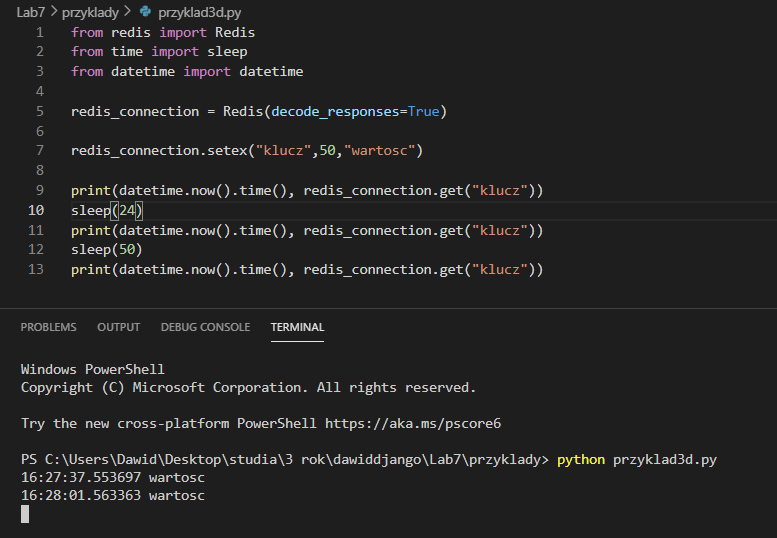 Lab7 > przyklady > przyklad3d.py
1 from redis import Redis
2 from time import sleep
3 from datetime import datetime
4
5 redis_connection = Redis(decode_responses=True)
6
7 redis_connection.setex("klucz",50,"wartosc")
8
9 print(datetime.now().time(), redis_connection.get("klucz"))
10 sleep(24)
11 print(datetime.now().time(), redis_connection.get("klucz"))
12 sleep(50)
13 print(datetime.now().time(), redis_connection.get("klucz"))
PROBLEMS OUTPUT DEBUG CONSOLE TERMINAL
Windows PowerShell
Copyright (C) Microsoft Corporation. All rights reserved.
Try the new cross-platform PowerShell https://aka.ms/pscore6
PS C:\Users\Dawid\Desktop\studia\3 rok\dawiddjango\Lab7\przyklady> python przyklad3d.py
16:27:37.553697 wartosc
16:28:01.563363 wartosc